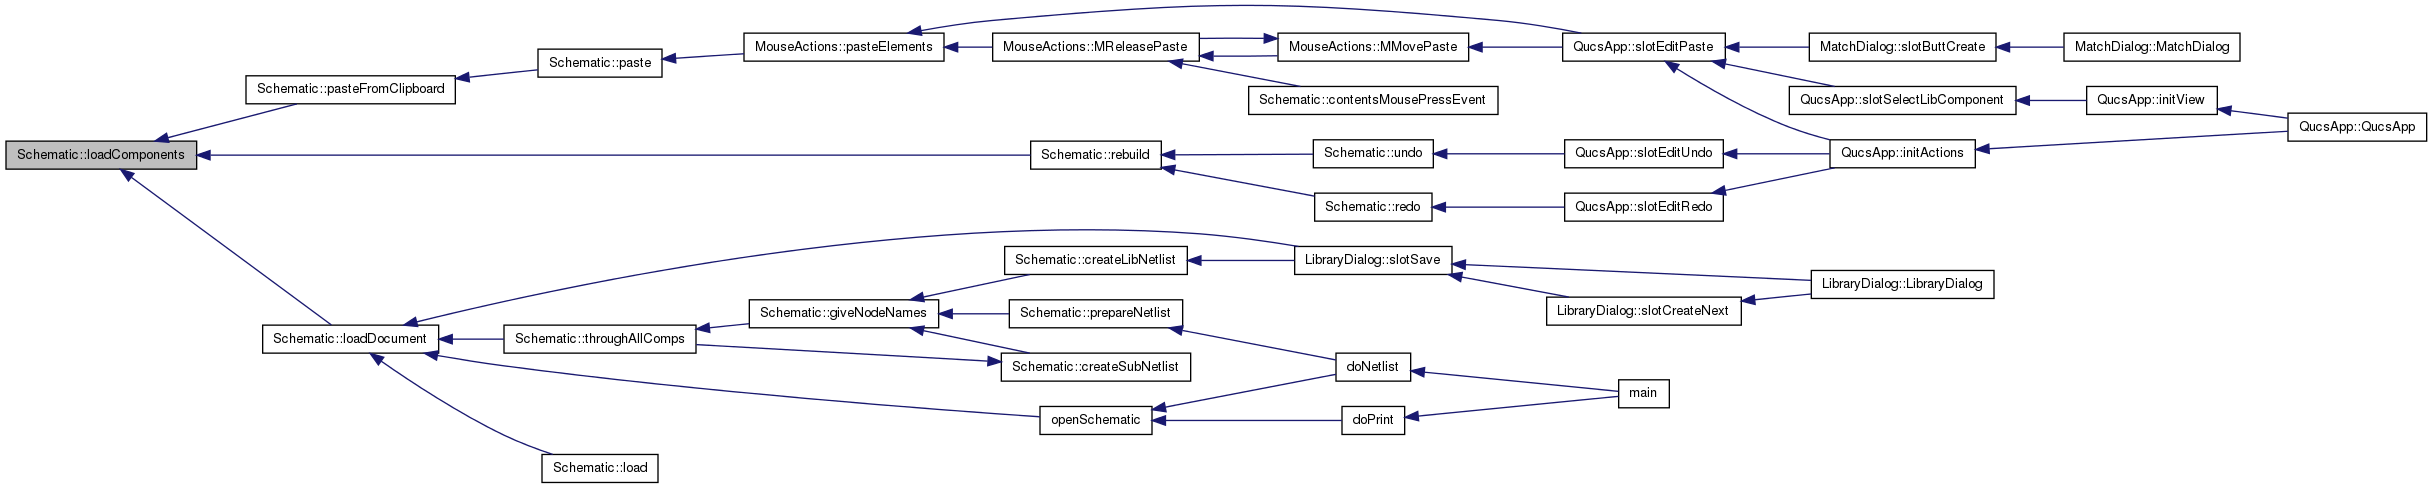 Schematic::loadComponents
Schematic::pasteFromClipboard
Schematic::paste
MouseActions::pasteElements
MouseActions::MReleasePaste
MouseActions::MMovePaste
Schematic::contentsMousePressEvent
QucsApp::slotEditPaste
MatchDialog::slotButtCreate
MatchDialog::MatchDialog
QucsApp::slotSelectLibComponent
QucsApp::initView
QucsApp::QucsApp
Schematic::rebuild
Schematic::undo
QucsApp::slotEditUndo
QucsApp::initActions
Schematic::redo
QucsApp::slotEditRedo
Schematic::loadDocument
Schematic::throughAllComps
Schematic::giveNodeNames
Schematic::createLibNetlist
LibraryDialog::slotSave
LibraryDialog::LibraryDialog
LibraryDialog::slotCreateNext
Schematic::prepareNetlist
Schematic::createSubNetlist
doNetlist
openSchematic
doPrint
main
Schematic::load